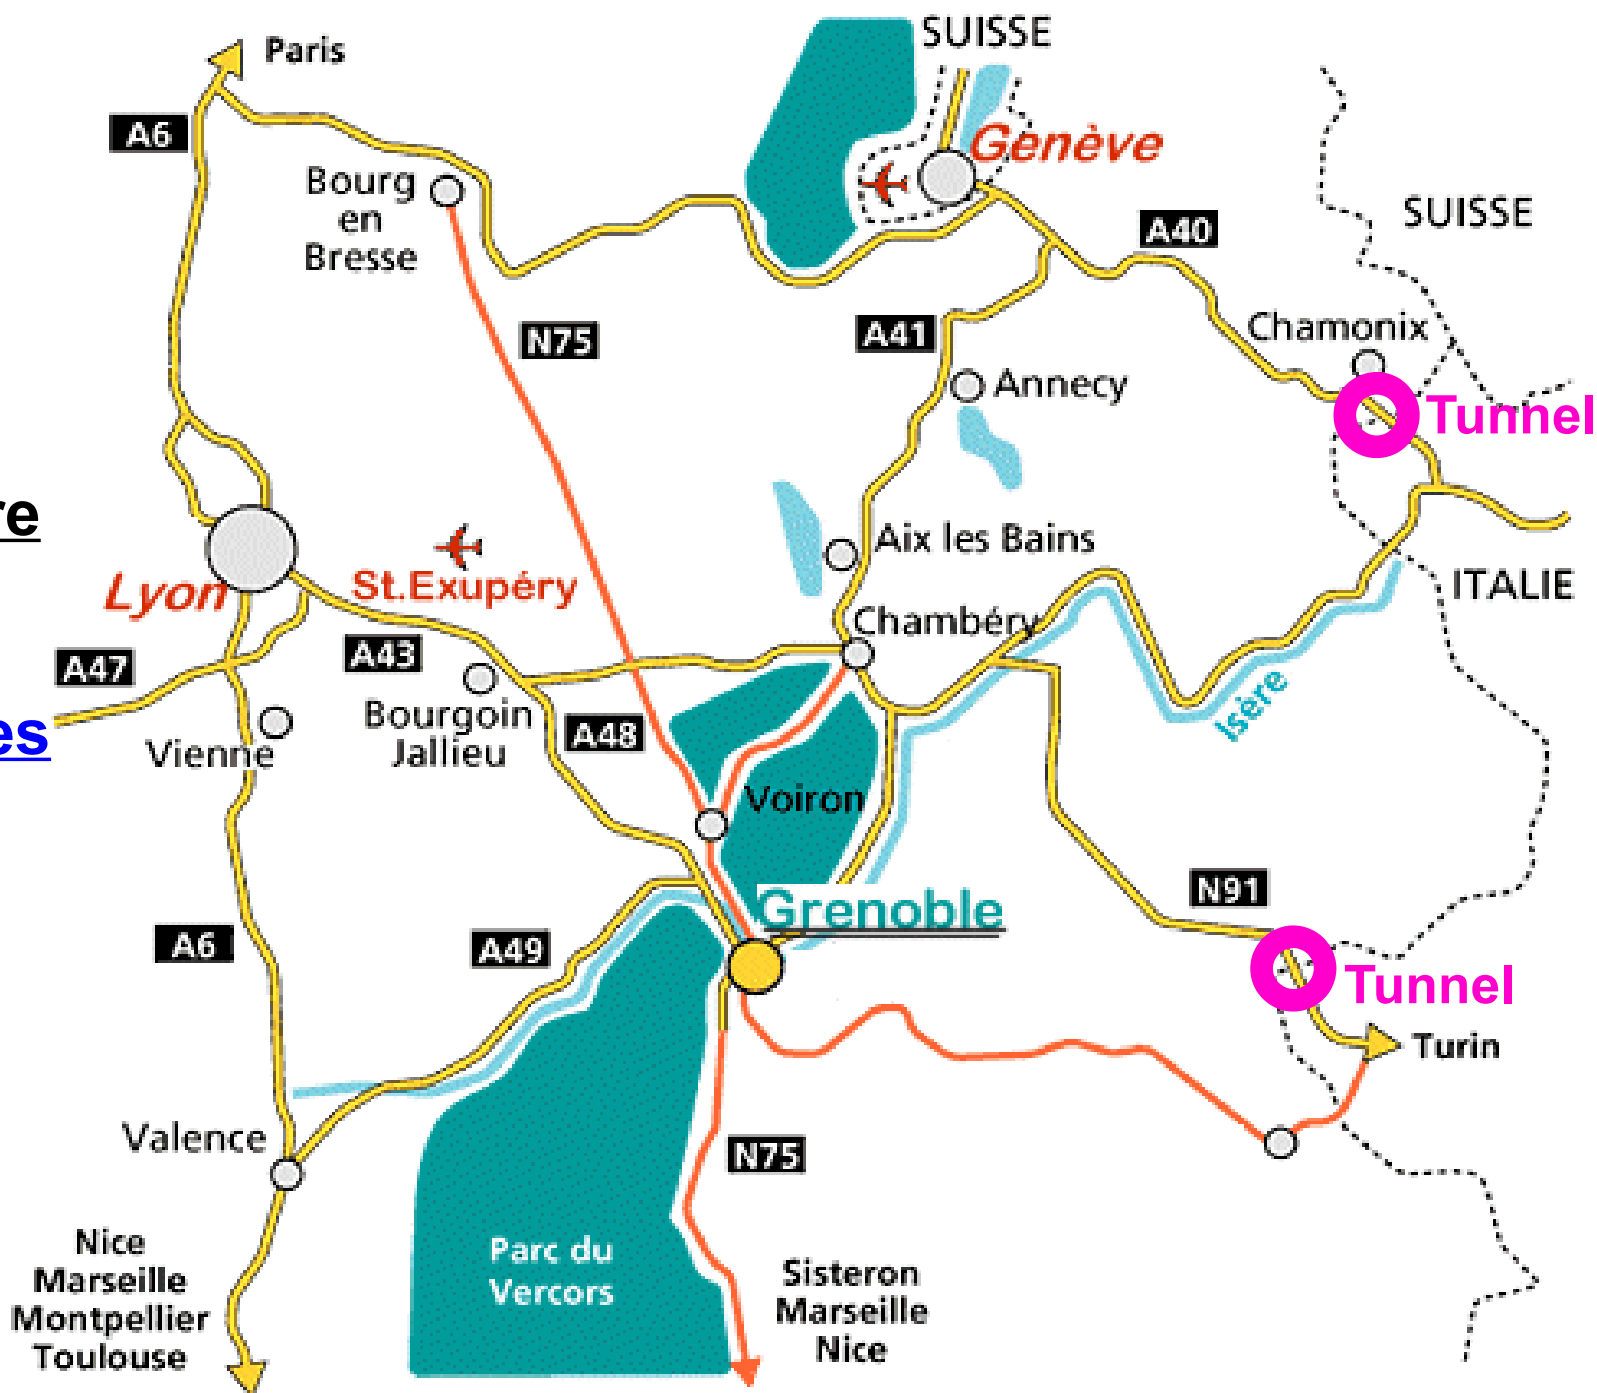 SUISSE
Paris
A6
Genève
Bourg
en
Bresse
SUISSE
A40
N75
A41
Chamonix
Annecy
Tunnel
re
Aix les Bains
St.Exupéry
Lyon
ITALIE
Chambéry
A47
A43
Isère
es
Bourgoin
Jallieu
A48
Vienne
Voiron
N91
Grenoble
A6
A49
Tunnel
Turin
Valence
N75
Nice
Marseille
Montpellier
Toulouse
Parc du
Vercors
Sisteron
Marseille
Nice